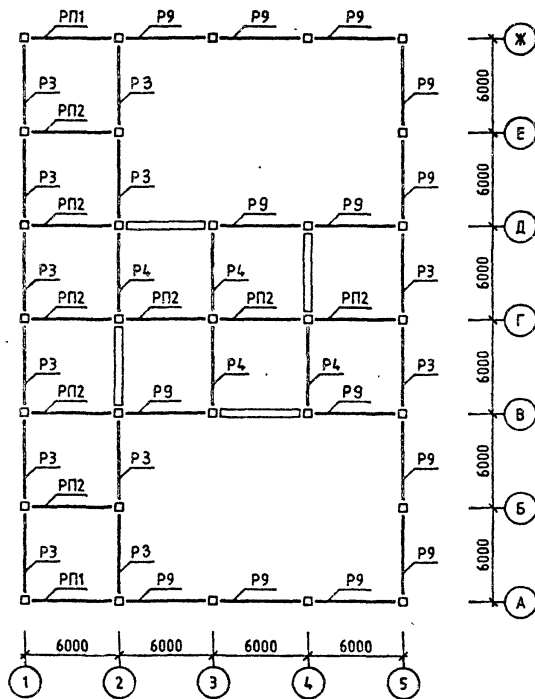 РП1 Р9 Р9 Р9
Ж
Р3 Р3 Р9 6000
РП2
Е
Р3 Р3 Р9 6000
РП2 Р9 Р9
Д
Р3 Р4 Р4 Р3 6000
РП2 РП2 РП2 РП2
Г
Р3 Р4 Р4 Р3 6000
РП2 Р9 Р9
В
Р3 Р3 Р9 6000
РП2
Б
Р3 Р3 Р9 6000
РП1 Р9 Р9 Р9
А
6000 6000 6000 6000
1 2 3 4 5